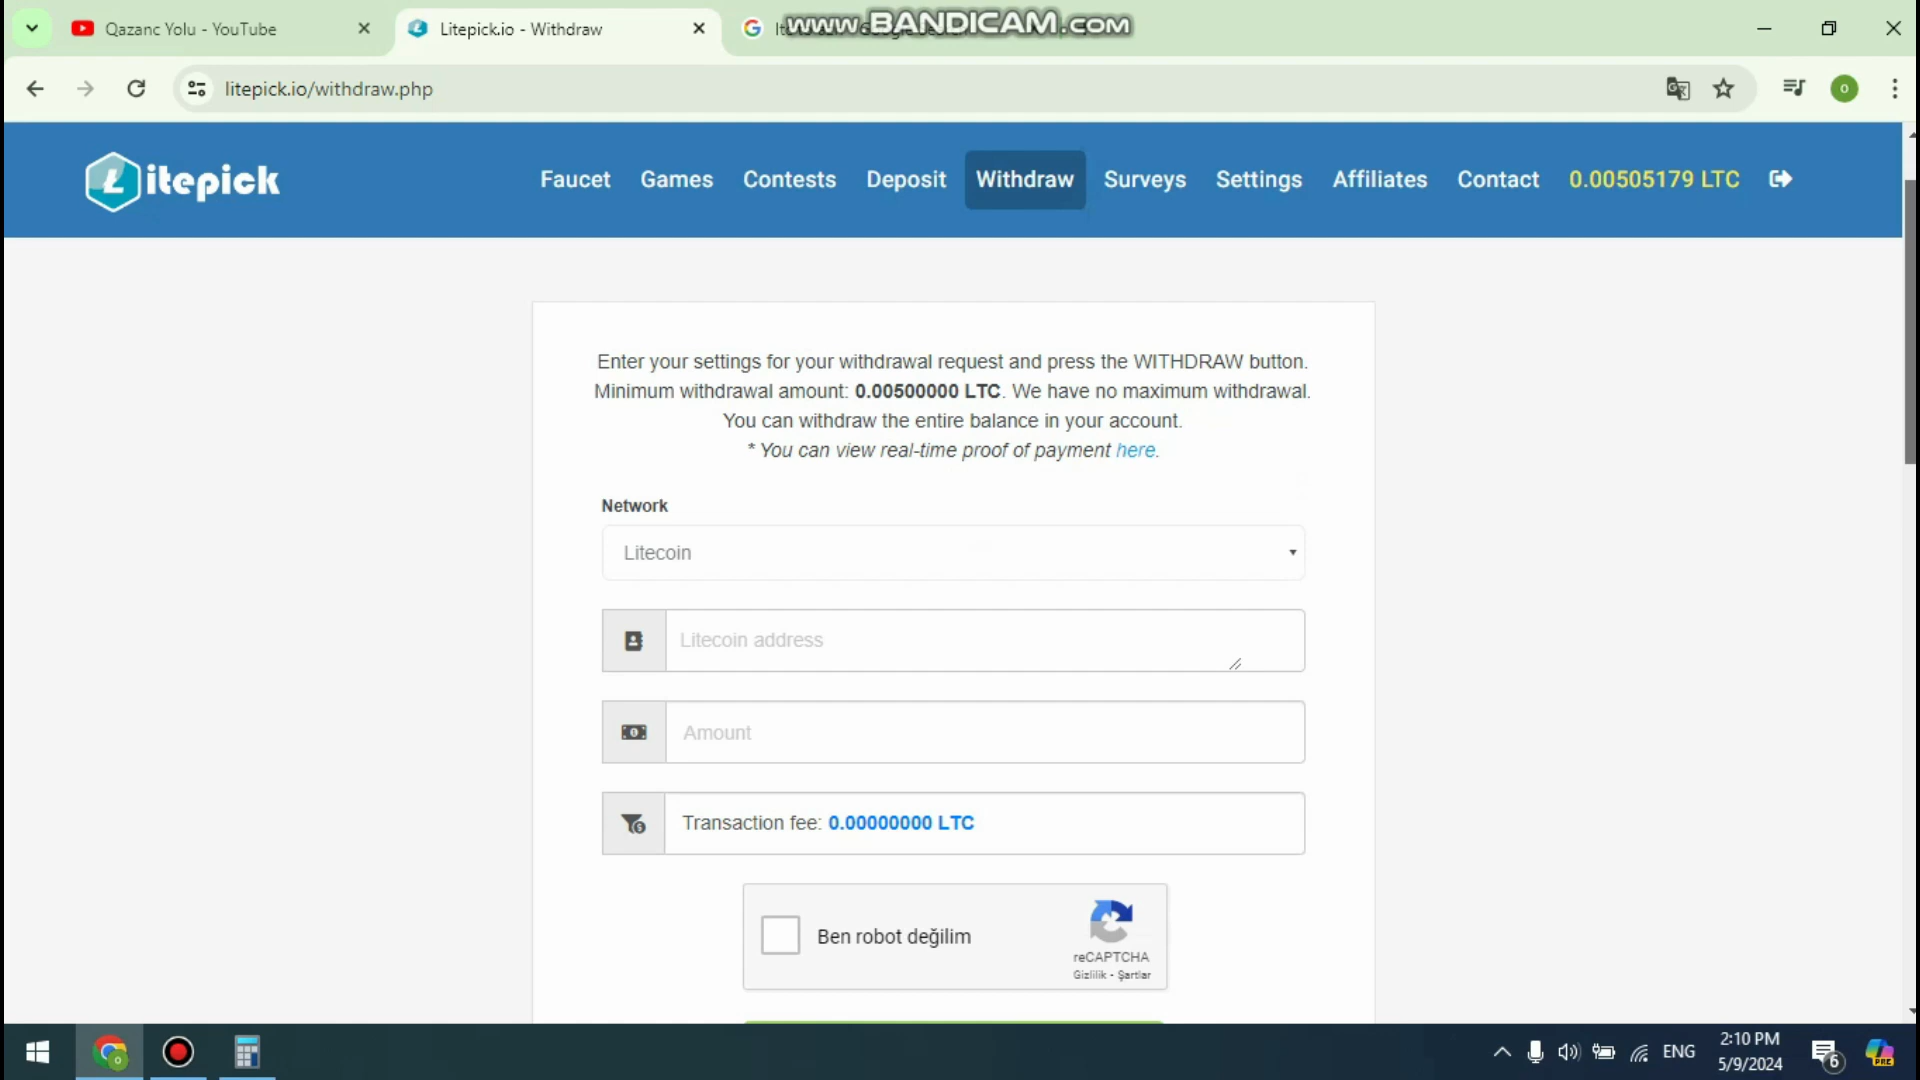 Qazanc Yolu - YouTube
Litepick.io - Withdraw
www.BANDICAM.com
litepick.io/withdraw.php
itepick
Faucet
Games
Contests
Deposit
Withdraw
Surveys
Settings
Affiliates
Contact
0.00505179 LTC
Enter your settings for your withdrawal request and press the WITHDRAW button.
Minimum withdrawal amount: 0.00500000 LTC. We have no maximum withdrawal.
You can withdraw the entire balance in your account.
* You can view real-time proof of payment here.
Network
Litecoin
Litecoin address
Amount
Transaction fee: 0.00000000 LTC
Ben robot değilim
reCAPTCHA
Gizlilik - Şartlar
ENG
2:10 PM
5/9/2024
6